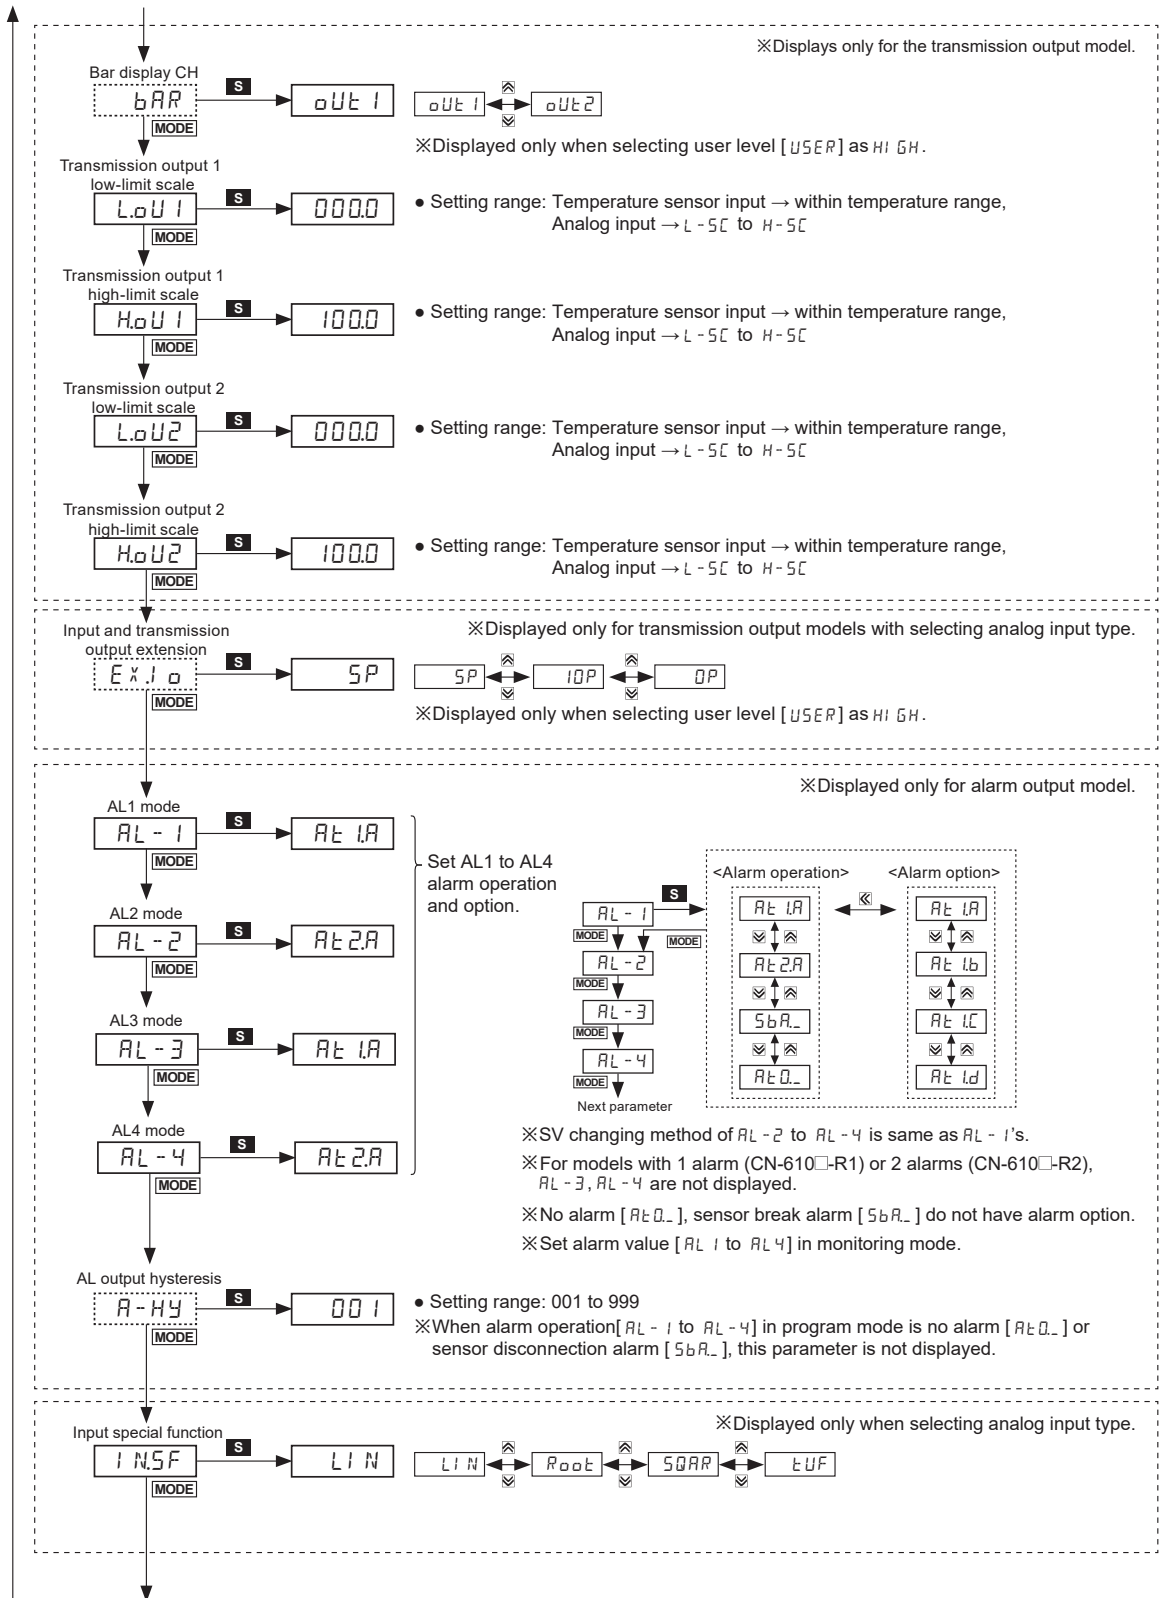 ※Displays only for the transmission output model.
Bar display CH
bAR
S
oUt1
oUt1
oUt2
MODE
※Displayed only when selecting user level [USER] as HIGH.
Transmission output 1
low-limit scale
L.oU1
S
000.0
● Setting range: Temperature sensor input → within temperature range,
Analog input → L-SC to H-SC
MODE
Transmission output 1
high-limit scale
H.oU1
S
100.0
● Setting range: Temperature sensor input → within temperature range,
Analog input → L-SC to H-SC
MODE
Transmission output 2
low-limit scale
L.oU2
S
000.0
● Setting range: Temperature sensor input → within temperature range,
Analog input → L-SC to H-SC
MODE
Transmission output 2
high-limit scale
H.oU2
S
100.0
● Setting range: Temperature sensor input → within temperature range,
Analog input → L-SC to H-SC
MODE
※Displayed only for transmission output models with selecting analog input type.
Input and transmission
output extension
EX.Io
S
5P
5P
10P
0P
MODE
※Displayed only when selecting user level [USER] as HIGH.
※Displayed only for alarm output model.
AL1 mode
AL-1
S
At1.A
MODE
AL2 mode
AL-2
S
At2.A
MODE
AL3 mode
AL-3
S
At1.A
MODE
AL4 mode
AL-4
S
At2.A
MODE
Set AL1 to AL4
alarm operation
and option.
AL-1
S
MODE
MODE
AL-2
MODE
AL-3
MODE
AL-4
MODE
Next parameter
<Alarm operation>
At1.A
At2.A
SbA._
At0._
<Alarm option>
At1.A
At1.b
At1.C
At1.d
※SV changing method of AL-2 to AL-4 is same as AL-1's.
※For models with 1 alarm (CN-610□-R1) or 2 alarms (CN-610□-R2),
AL-3, AL-4 are not displayed.
※No alarm [At0._], sensor break alarm [SbA._] do not have alarm option.
※Set alarm value [AL1 to AL4] in monitoring mode.
AL output hysteresis
A-HY
S
001
MODE
● Setting range: 001 to 999
※When alarm operation[AL-1 to AL-4] in program mode is no alarm [At0._] or
sensor disconnection alarm [SbA._], this parameter is not displayed.
※Displayed only when selecting analog input type.
Input special function
IN.SF
S
LIN
LIN
Root
SQAR
tUF
MODE